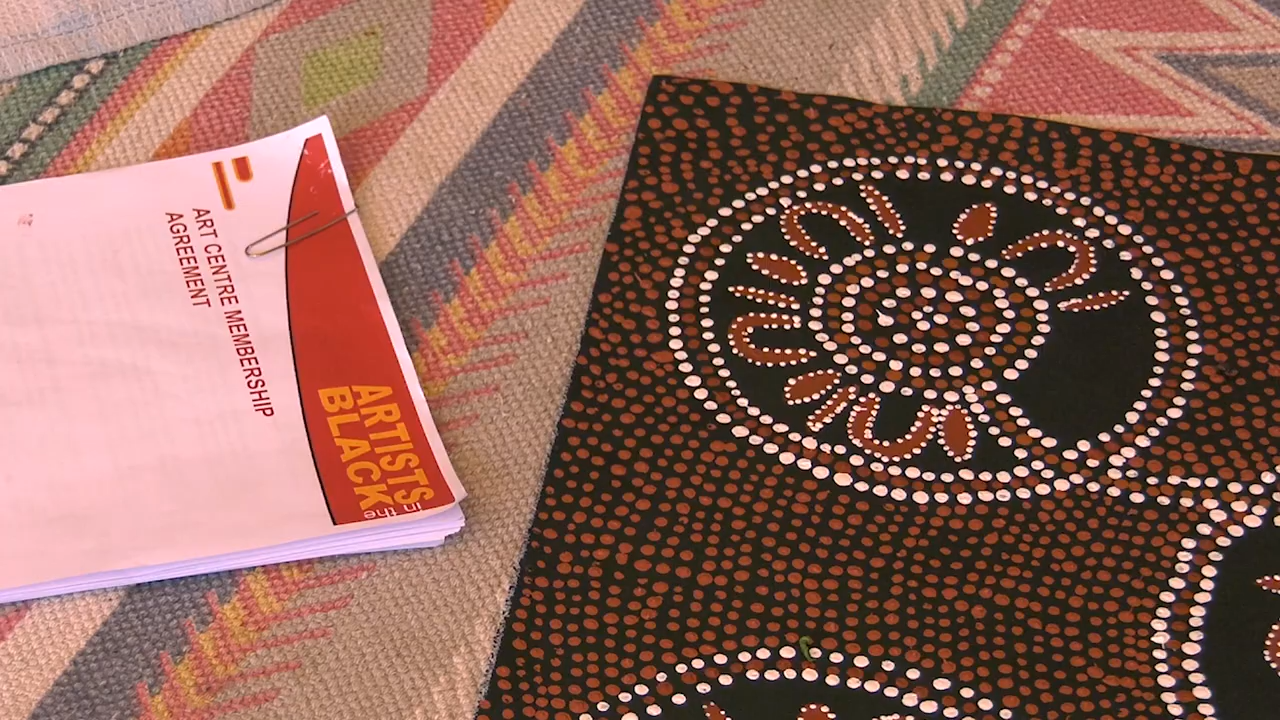 ART CENTRE MEMBERSHIP
AGREEMENT
ARTISTS
in the
BLACK